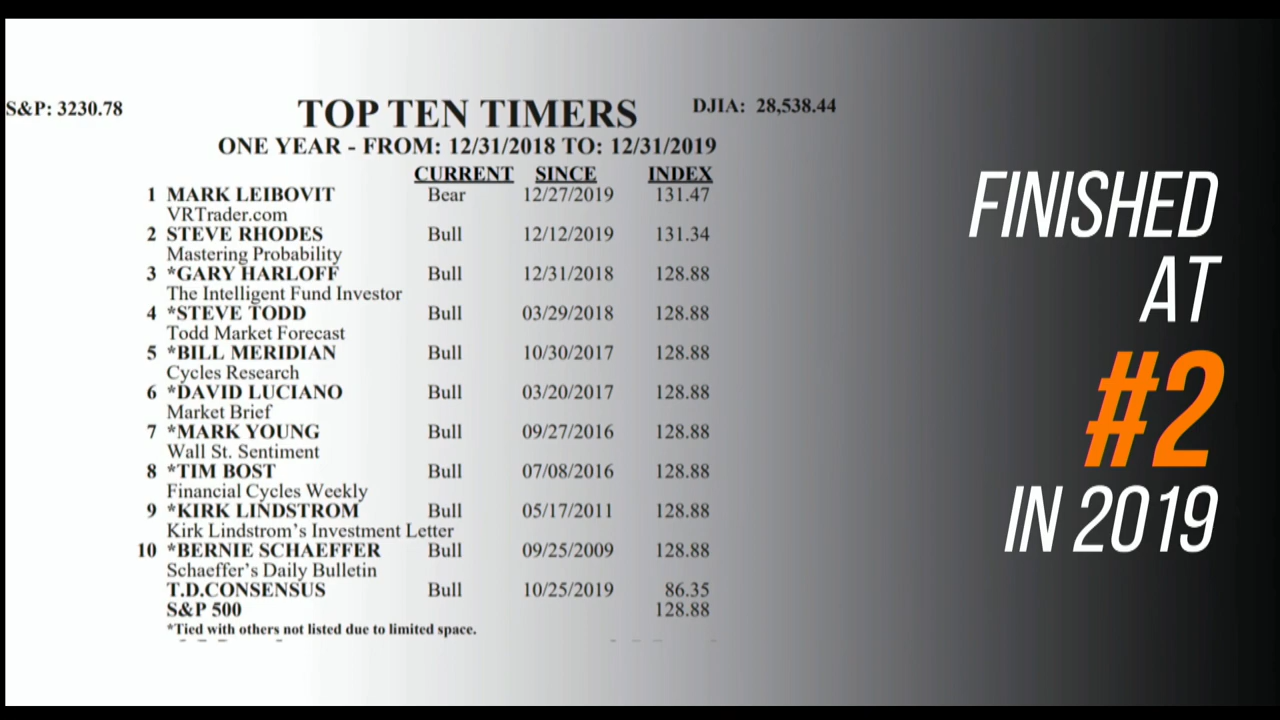 S&P: 3230.78 TOP TEN TIMERS DJIA: 28,538.44
ONE YEAR - FROM: 12/31/2018 TO: 12/31/2019
CURRENT SINCE INDEX
1 MARK LEIBOVIT Bear 12/27/2019 131.47
VRTrader.com
2 STEVE RHODES Bull 12/12/2019 131.34
Mastering Probability
3 *GARY HARLOFF Bull 12/31/2018 128.88
The Intelligent Fund Investor
4 *STEVE TODD Bull 03/29/2018 128.88
Todd Market Forecast
5 *BILL MERIDIAN Bull 10/30/2017 128.88
Cycles Research
6 *DAVID LUCIANO Bull 03/20/2017 128.88
Market Brief
7 *MARK YOUNG Bull 09/27/2016 128.88
Wall St. Sentiment
8 *TIM BOST Bull 07/08/2016 128.88
Financial Cycles Weekly
9 *KIRK LINDSTROM Bull 05/17/2011 128.88
Kirk Lindstrom's Investment Letter
10 *BERNIE SCHAEFFER Bull 09/25/2009 128.88
Schaeffer's Daily Bulletin
T.D.CONSENSUS Bull 10/25/2019 86.35
S&P 500 128.88
*Tied with others not listed due to limited space.
FINISHED
AT
#2
IN 2019